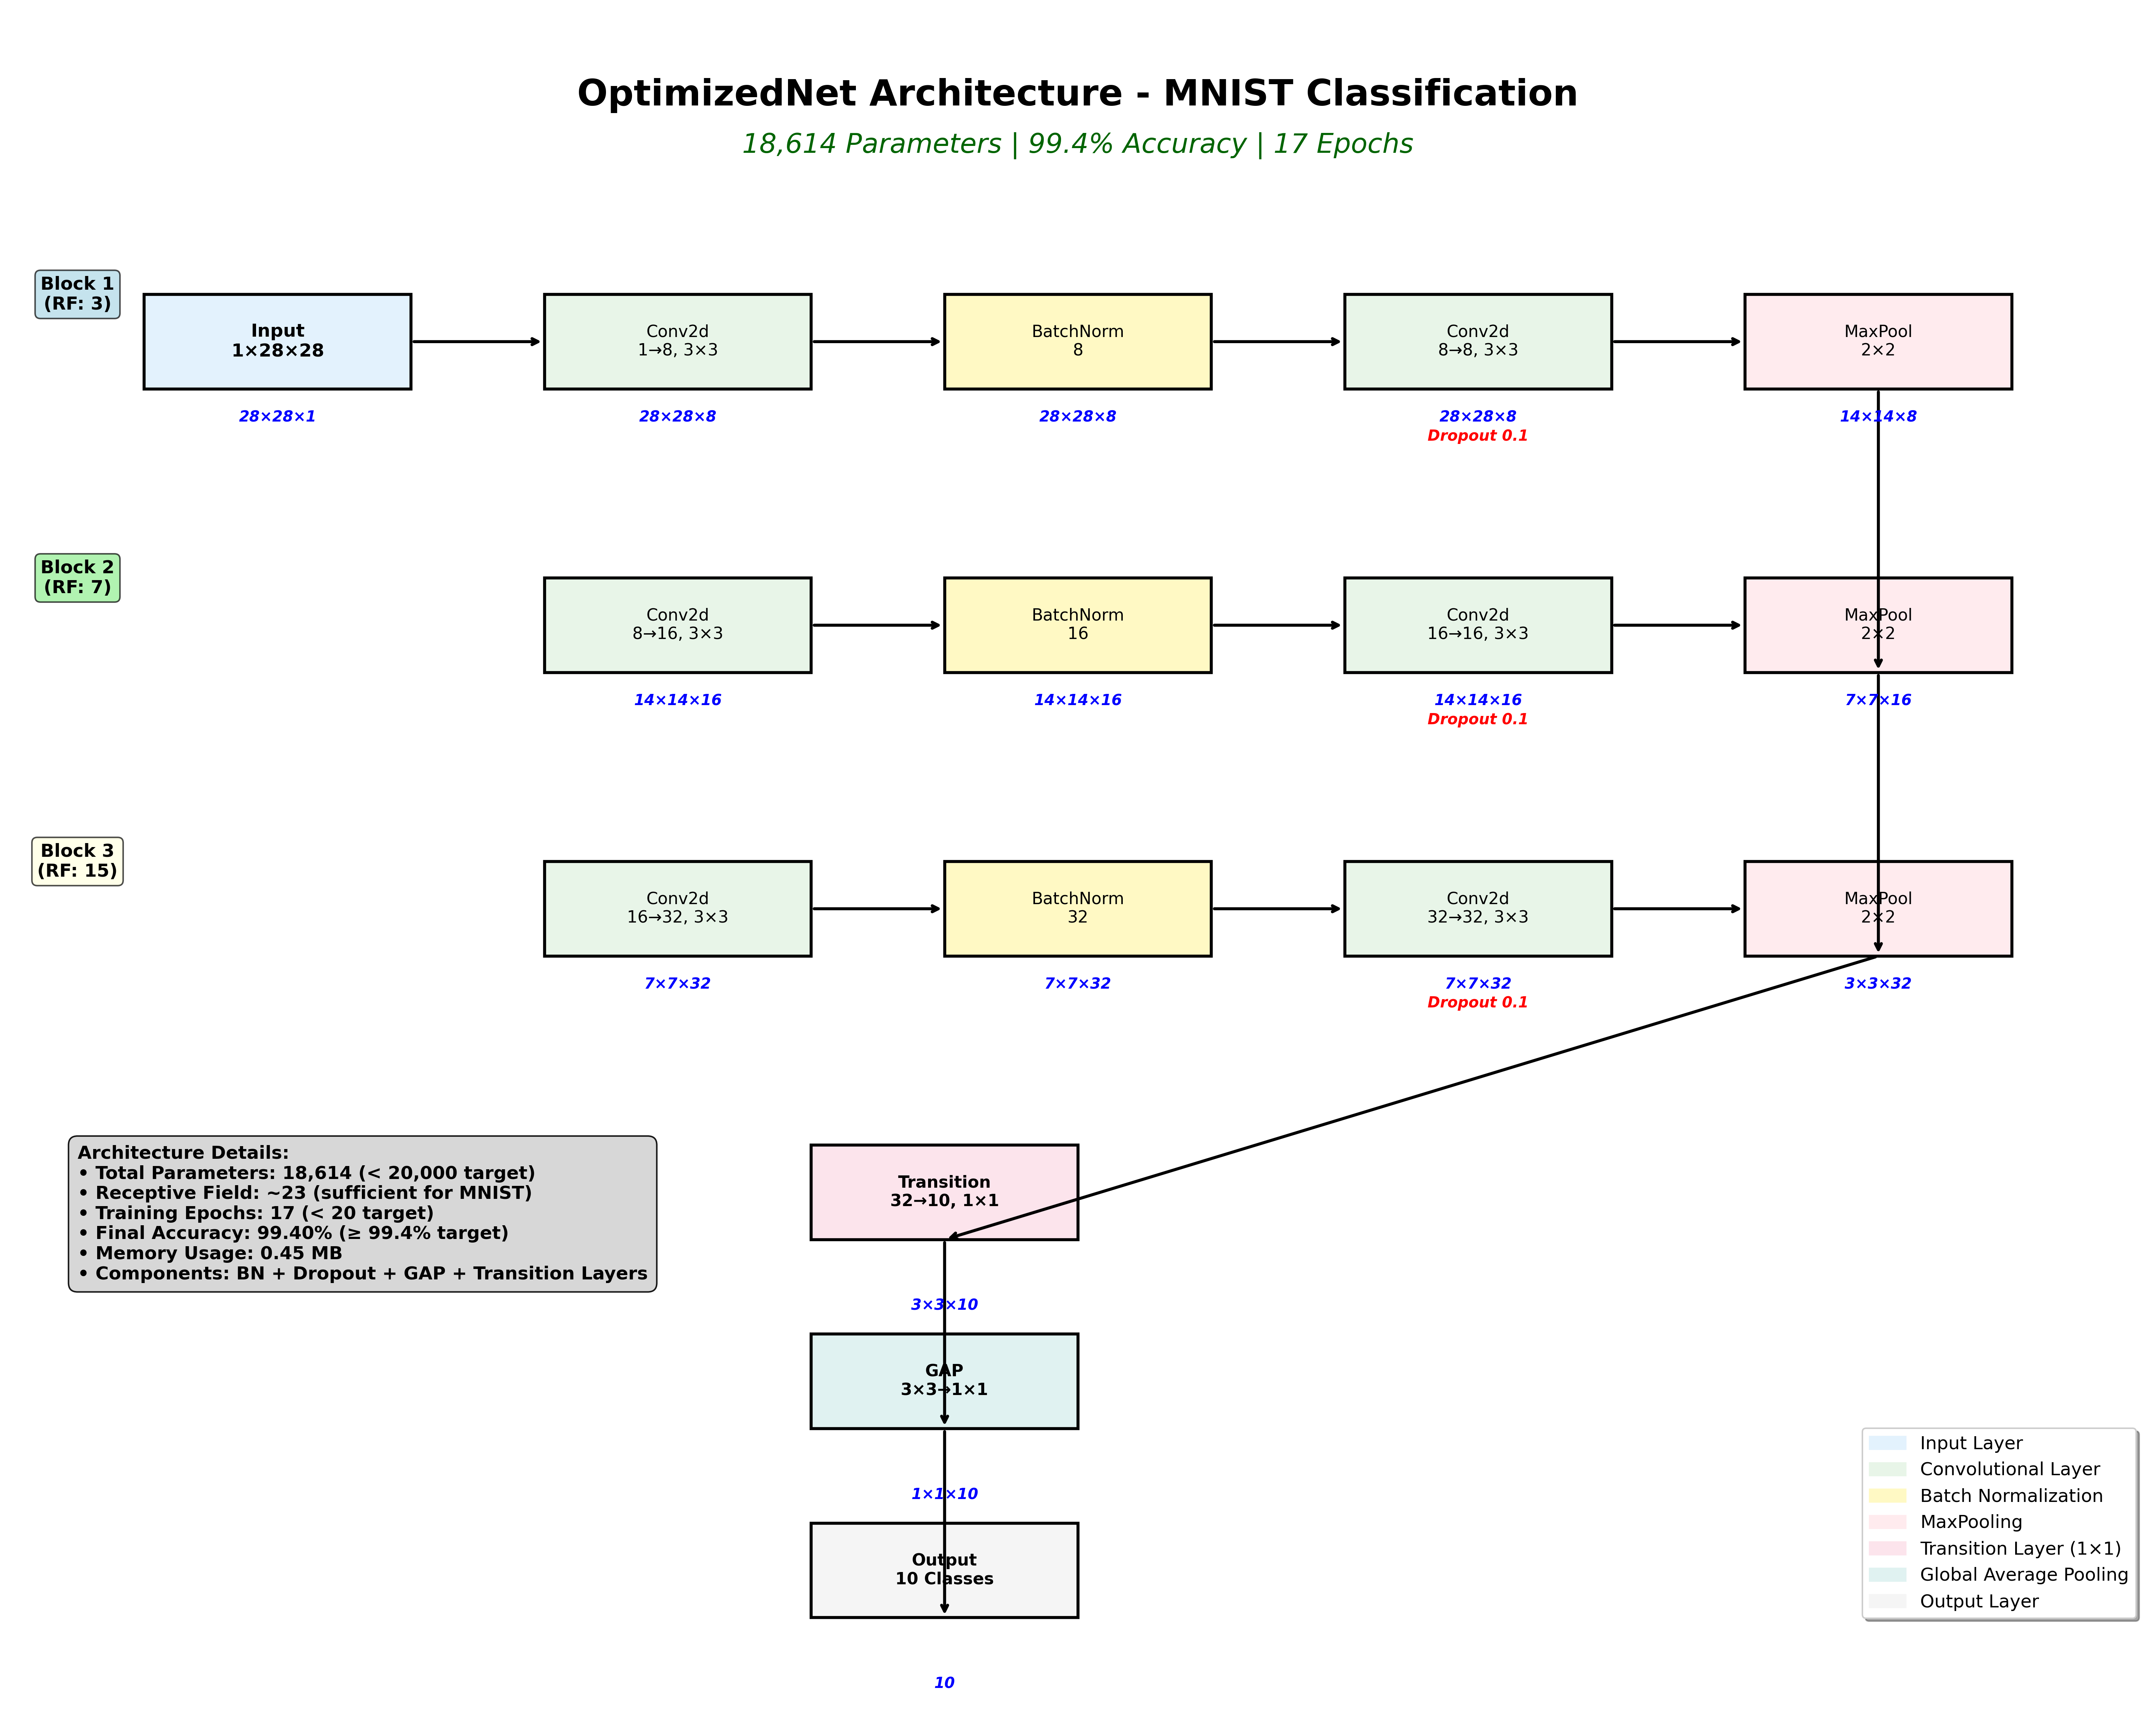 OptimizedNet Architecture - MNIST Classification
18,614 Parameters | 99.4% Accuracy | 17 Epochs
Block 1
(RF: 3)
Input
1×28×28
28×28×1
Conv2d
1→8, 3×3
28×28×8
BatchNorm
8
28×28×8
Conv2d
8→8, 3×3
28×28×8
Dropout 0.1
MaxPool
2×2
14×14×8
Block 2
(RF: 7)
Conv2d
8→16, 3×3
14×14×16
BatchNorm
16
14×14×16
Conv2d
16→16, 3×3
14×14×16
Dropout 0.1
MaxPool
2×2
7×7×16
Block 3
(RF: 15)
Conv2d
16→32, 3×3
7×7×32
BatchNorm
32
7×7×32
Conv2d
32→32, 3×3
7×7×32
Dropout 0.1
MaxPool
2×2
3×3×32
Architecture Details:
• Total Parameters: 18,614 (< 20,000 target)
• Receptive Field: ~23 (sufficient for MNIST)
• Training Epochs: 17 (< 20 target)
• Final Accuracy: 99.40% (≥ 99.4% target)
• Memory Usage: 0.45 MB
• Components: BN + Dropout + GAP + Transition Layers
Transition
32→10, 1×1
3×3×10
GAP
3×3→1×1
1×1×10
Output
10 Classes
10
Input Layer
Convolutional Layer
Batch Normalization
MaxPooling
Transition Layer (1×1)
Global Average Pooling
Output Layer